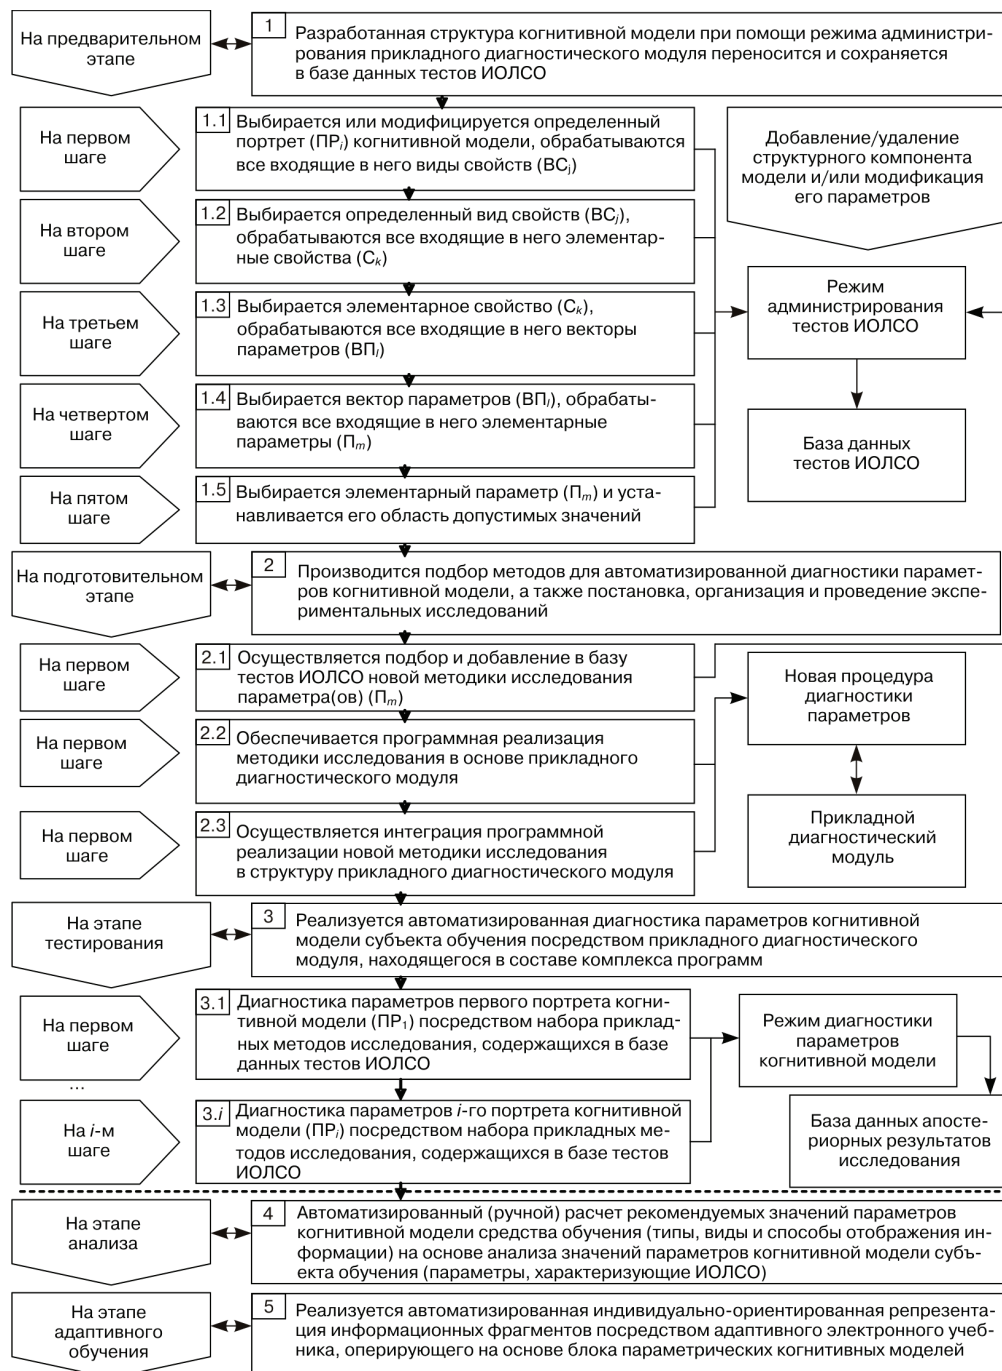 На предварительном
этапе
1
Разработанная структура когнитивной модели при помощи режима администри-
рования прикладного диагностического модуля переносится и сохраняется
в базе данных тестов ИОЛСО
На первом
шаге
1.1
Выбирается или модифицируется определенный
портрет (ПРi) когнитивной модели, обрабатываются
все входящие в него виды свойств (ВСj)
Добавление/удаление
структурного компонента
модели и/или модификация
его параметров
На втором
шаге
1.2
Выбирается определенный вид свойств (ВСj),
обрабатываются все входящие в него элементар-
ные свойства (Сk)
На третьем
шаге
1.3
Выбирается элементарное свойство (Сk),
обрабатываются все входящие в него векторы
параметров (ВПl)
Режим
администрирования
тестов ИОЛСО
На четвертом
шаге
1.4
Выбирается вектор параметров (ВПl), обрабаты-
ваются все входящие в него элементарные
параметры (Пm)
База данных
тестов ИОЛСО
На пятом
шаге
1.5
Выбирается элементарный параметр (Пm) и уста-
навливается его область допустимых значений
На подготовительном
этапе
2
Производится подбор методов для автоматизированной диагностики парамет-
ров когнитивной модели, а также постановка, организация и проведение экспе-
риментальных исследований
На первом
шаге
2.1
Осуществляется подбор и добавление в базу
тестов ИОЛСО новой методики исследования
параметра(ов) (Пm)
Новая процедура
диагностики
параметров
На первом
шаге
2.2
Обеспечивается программная реализация
методики исследования в основе прикладного
диагностического модуля
На первом
шаге
2.3
Осуществляется интеграция программной
реализации новой методики исследования
в структуру прикладного диагностического модуля
Прикладной
диагностический
модуль
На этапе
тестирования
3
Реализуется автоматизированная диагностика параметров когнитивной
модели субъекта обучения посредством прикладного диагностического
модуля, находящегося в составе комплекса программ
На первом
шаге
...
3.1
Диагностика параметров первого портрета когни-
тивной модели (ПР1) посредством набора приклад-
ных методов исследования, содержащихся в базе
данных тестов ИОЛСО
Режим диагностики
параметров
когнитивной модели
На i-м
шаге
3.i
Диагностика параметров i-го портрета когнитивной
модели (ПРi) посредством набора прикладных ме-
тодов исследования, содержащихся в базе тестов
ИОЛСО
База данных апосте-
риорных результатов
исследования
На этапе
анализа
4
Автоматизированный (ручной) расчет рекомендуемых значений параметров
когнитивной модели средства обучения (типы, виды и способы отображения ин-
формации) на основе анализа значений параметров когнитивной модели субъ-
екта обучения (параметры, характеризующие ИОЛСО)
На этапе
адаптивного
обучения
5
Реализуется автоматизированная индивидуально-ориентированная репрезента-
ция информационных фрагментов посредством адаптивного электронного учеб-
ника, оперирующего на основе блока параметрических когнитивных моделей